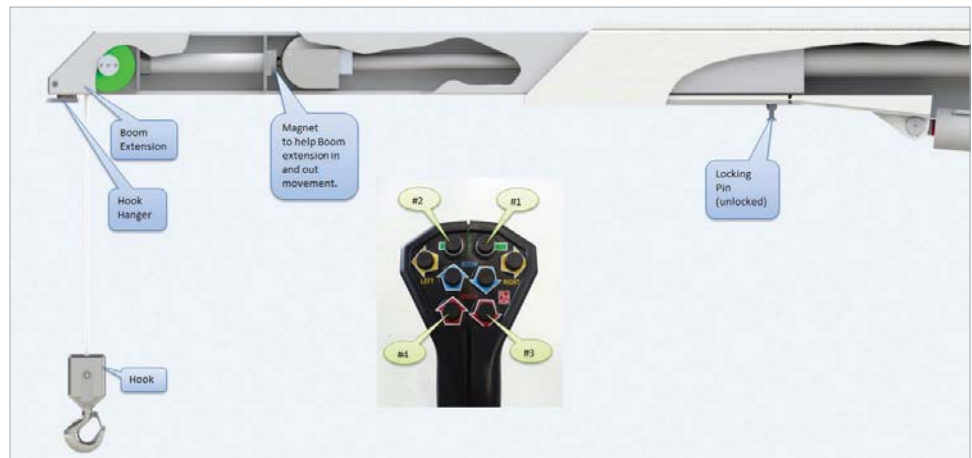 Boom
Extension
Hook
Hanger
Magnet
to help Boom
extension in
and out
movement.
Locking
Pin
(unlocked)
#2
#1
BOOM
LEFT
RIGHT
#4
#3
Hook